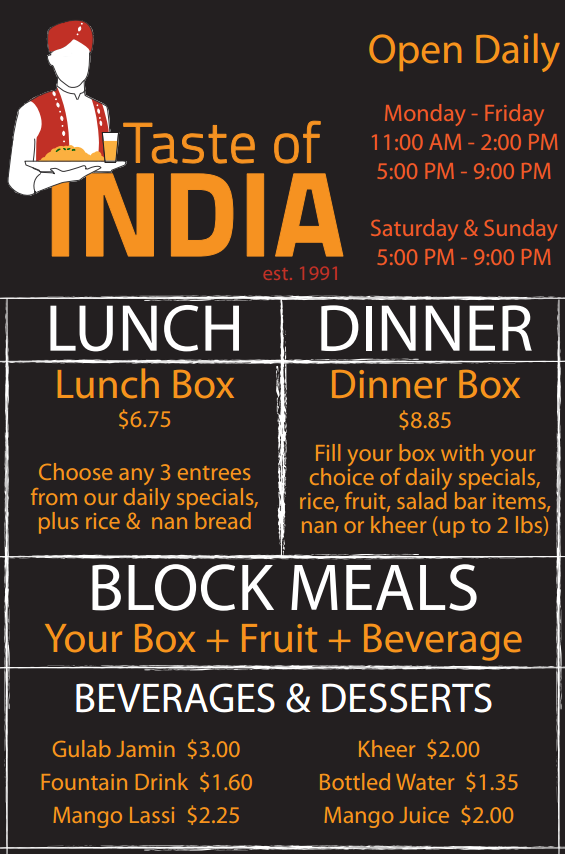 Taste of
INDIA
est. 1991
Open Daily
Monday - Friday
11:00 AM - 2:00 PM
5:00 PM - 9:00 PM
Saturday & Sunday
5:00 PM - 9:00 PM
LUNCH
Lunch Box
$6.75
Choose any 3 entrees
from our daily specials,
plus rice & nan bread
DINNER
Dinner Box
$8.85
Fill your box with your
choice of daily specials,
rice, fruit, salad bar items,
nan or kheer (up to 2 lbs)
BLOCK MEALS
Your Box + Fruit + Beverage
BEVERAGES & DESSERTS
Gulab Jamin $3.00
Fountain Drink $1.60
Mango Lassi $2.25
Kheer $2.00
Bottled Water $1.35
Mango Juice $2.00